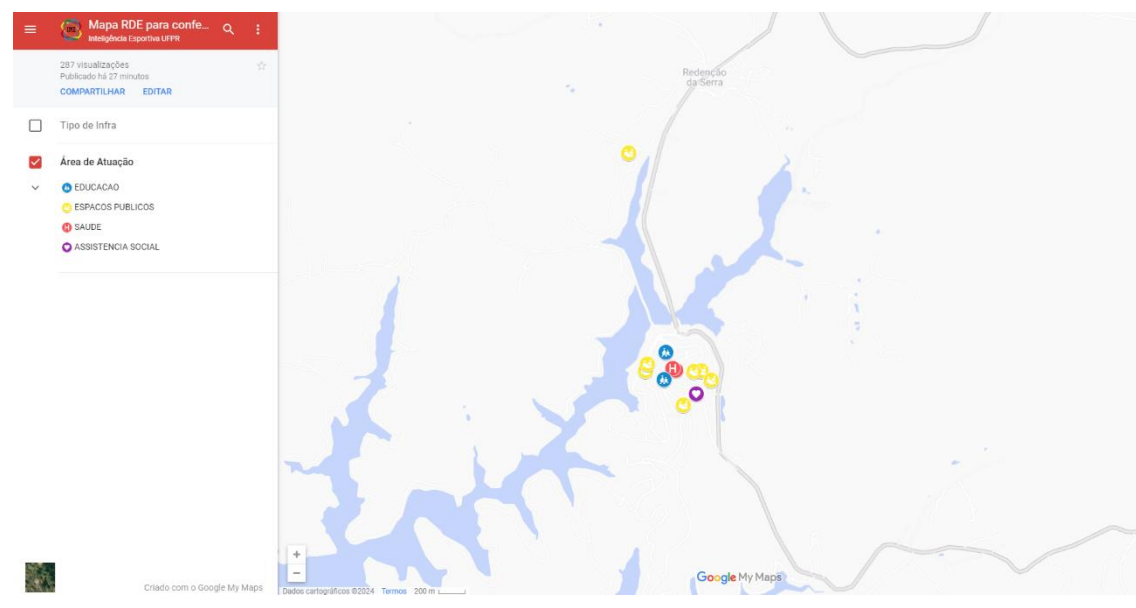 Mapa RDE para confe...
Inteligência Esportiva UFPR
287 visualizações
Publicado há 27 minutos
COMPARTILHAR EDITAR
Tipo de Infra
Área de Atuação
EDUCACAO
ESPACOS PUBLICOS
SAUDE
ASSISTENCIA SOCIAL
Criado com o Google My Maps
Redenção
da Serra
H
+
−
Google My Maps
Dados cartográficos ©2024 Termos 200 m